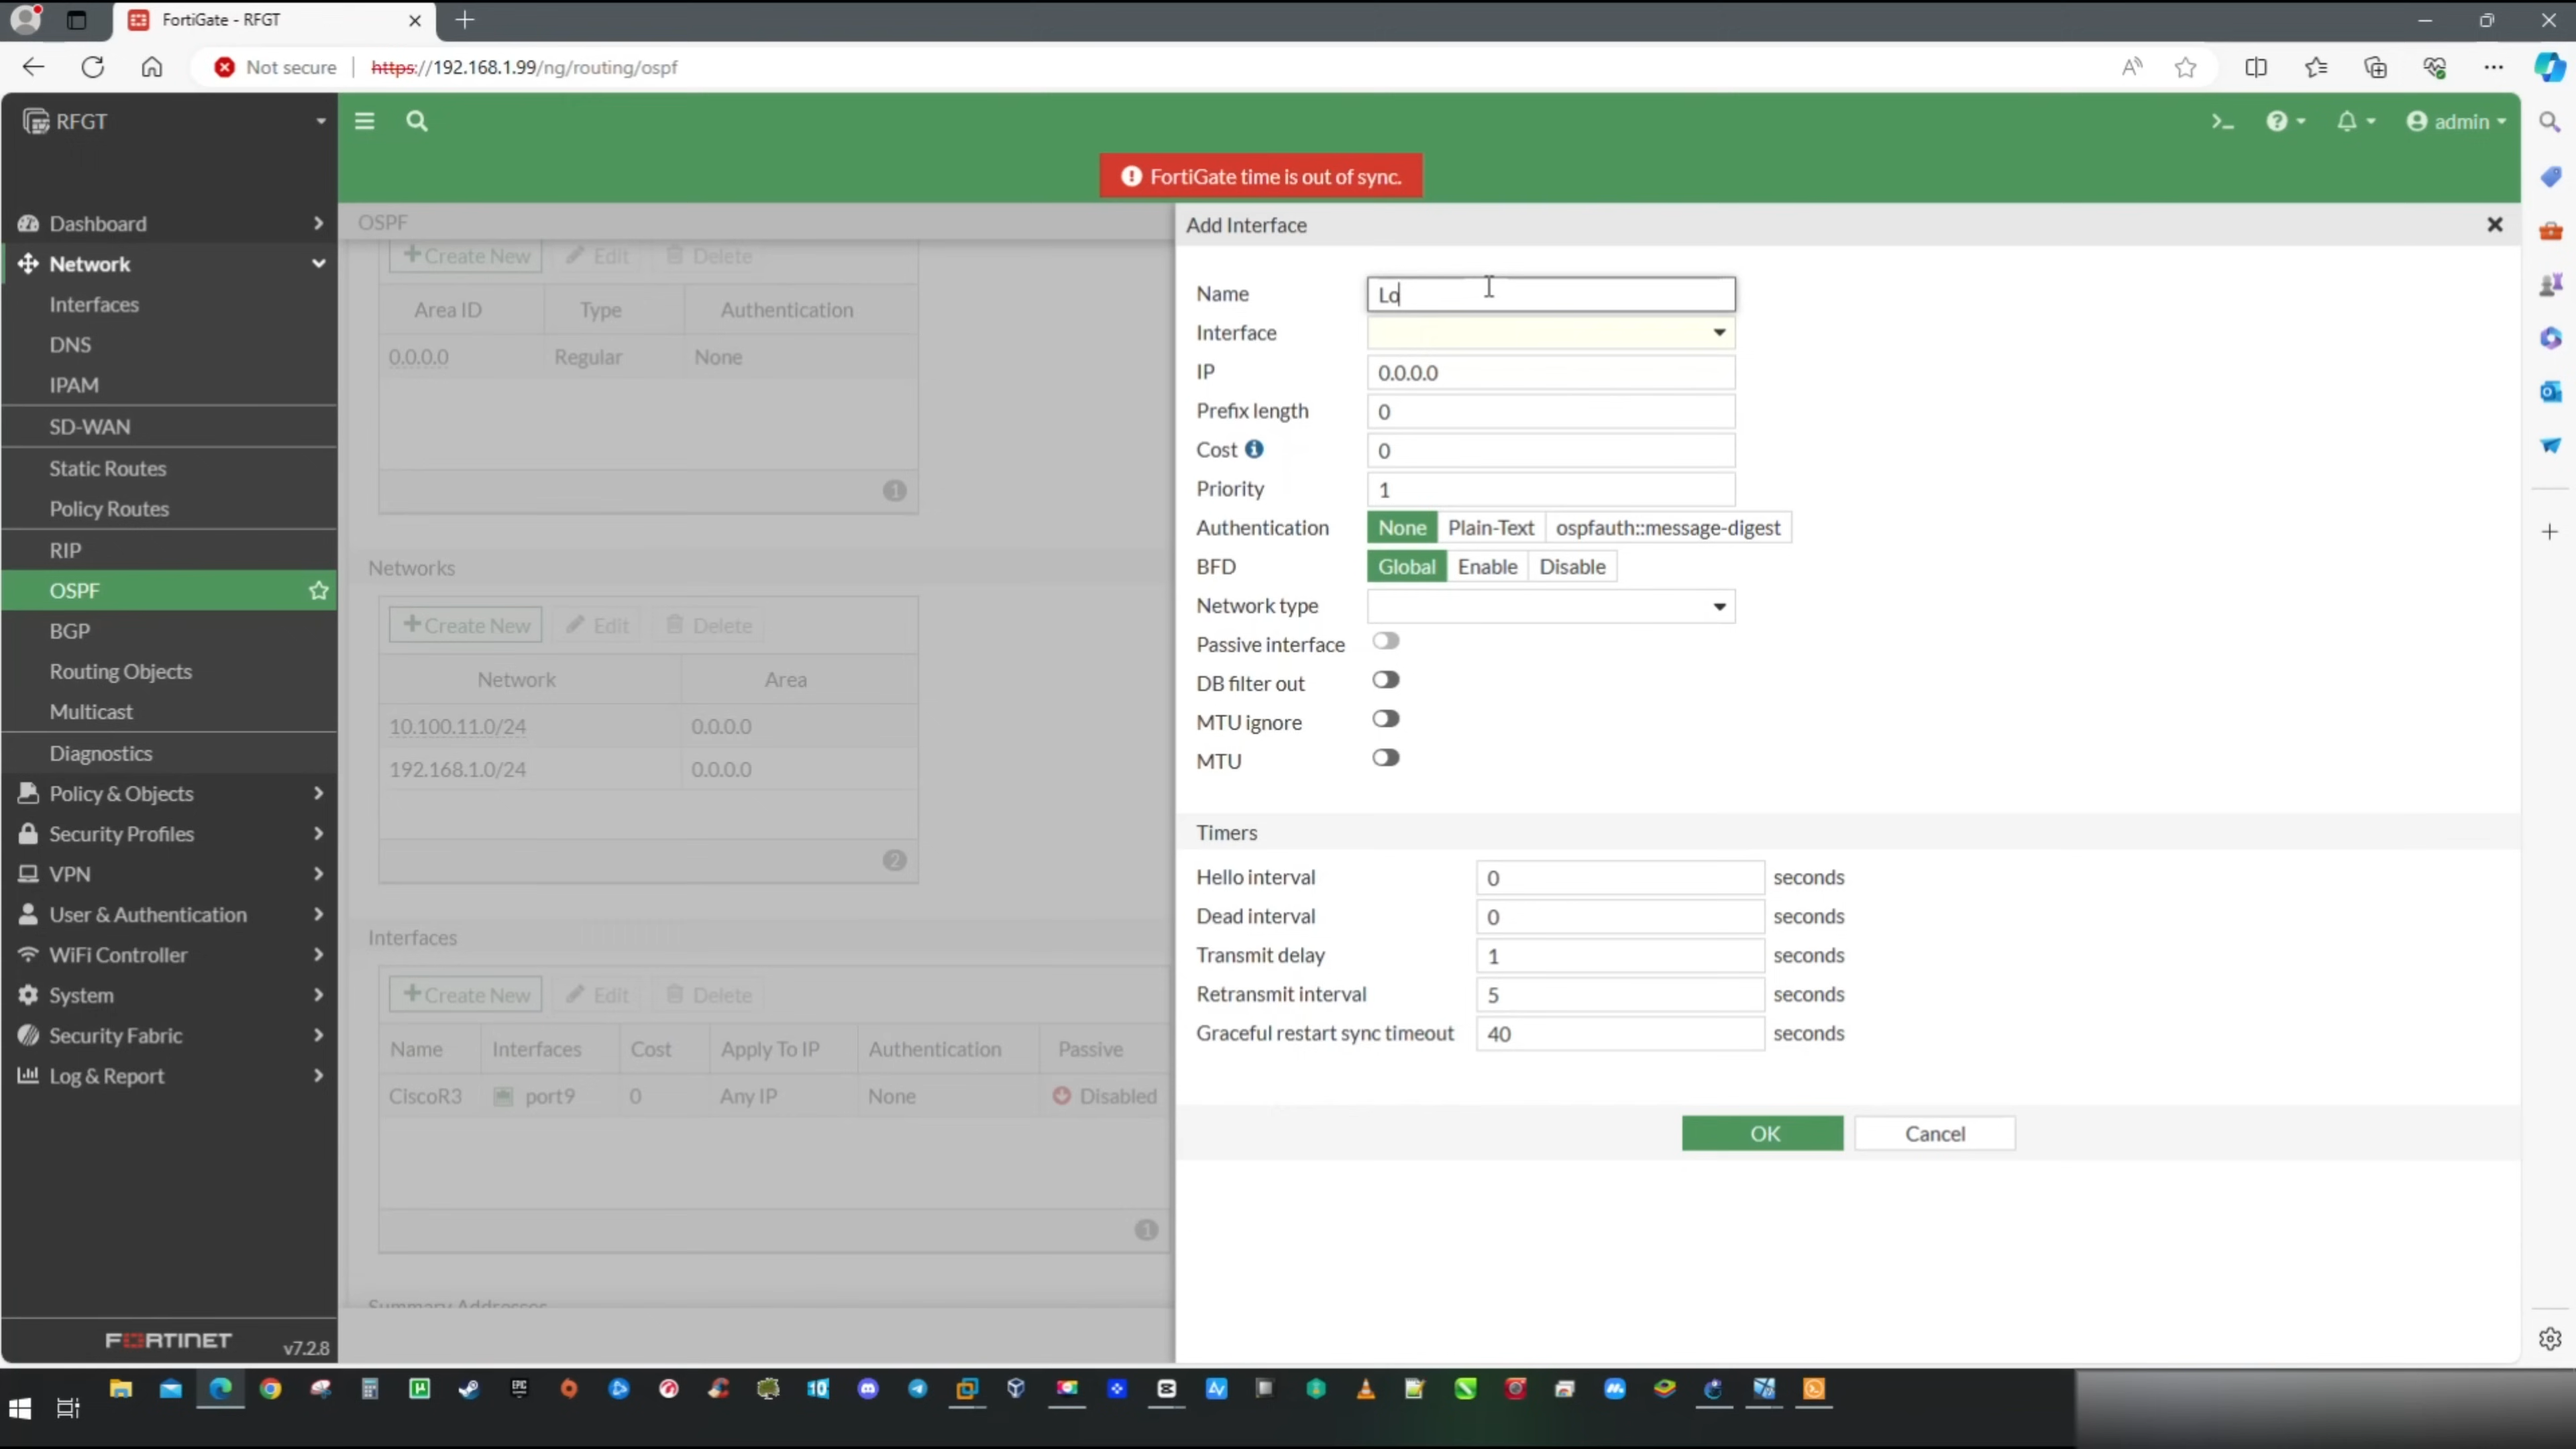 FortiGate - RFGT
Not secure
https://192.168.1.99/ng/routing/ospf
RFGT
admin
FortiGate time is out of sync.
Dashboard
Network
Interfaces
DNS
IPAM
SD-WAN
Static Routes
Policy Routes
RIP
OSPF
BGP
Routing Objects
Multicast
Diagnostics
Policy & Objects
Security Profiles
VPN
User & Authentication
WiFi Controller
System
Security Fabric
Log & Report
FORTINET
v7.2.8
OSPF
Create New Edit Delete
Area ID Type Authentication
0.0.0.0 Regular None
1
Networks
Create New Edit Delete
Network Area
10.100.11.0/24 0.0.0.0
192.168.1.0/24 0.0.0.0
2
Interfaces
Create New Edit Delete
Name Interfaces Cost Apply To IP Authentication Passive
CiscoR3 port9 0 Any IP None Disabled
1
Summary Addresses
Add Interface
Name Lo
Interface
IP 0.0.0.0
Prefix length 0
Cost 0
Priority 1
Authentication None Plain-Text ospfauth::message-digest
BFD Global Enable Disable
Network type
Passive interface
DB filter out
MTU ignore
MTU
Timers
Hello interval 0 seconds
Dead interval 0 seconds
Transmit delay 1 seconds
Retransmit interval 5 seconds
Graceful restart sync timeout 40 seconds
OK Cancel